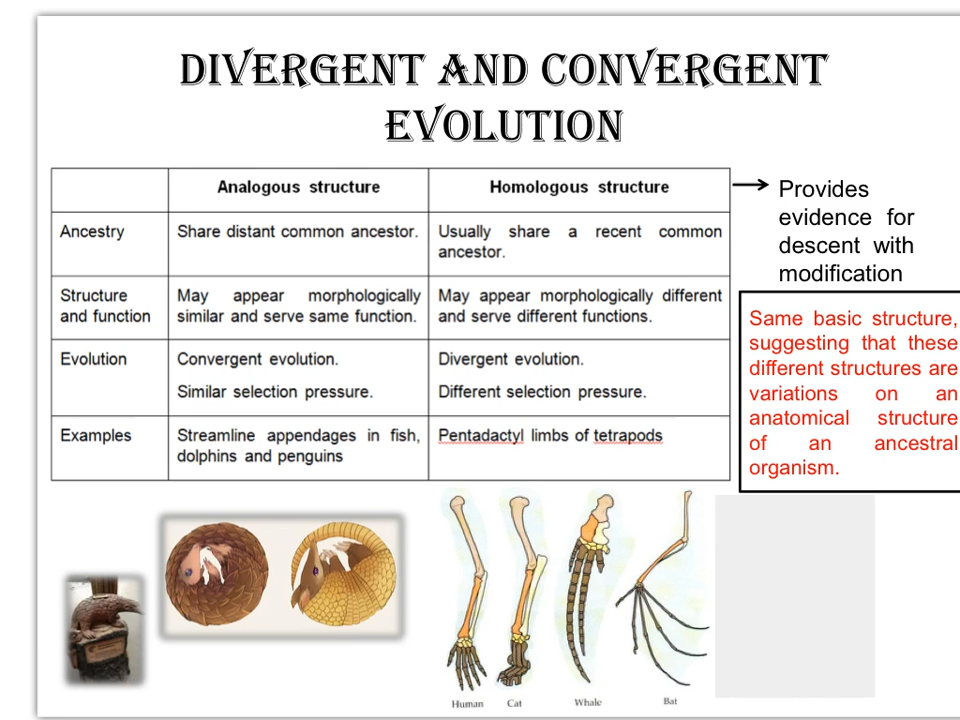 DIVERGENT AND CONVERGENT
EVOLUTION
Analogous structure
Homologous structure
Ancestry
Share distant common ancestor.
Usually share a recent common
ancestor.
Structure
and function
May appear morphologically
similar and serve same function.
May appear morphologically different
and serve different functions.
Evolution
Convergent evolution.
Similar selection pressure.
Divergent evolution.
Different selection pressure.
Examples
Streamline appendages in fish,
dolphins and penguins
Pentadactyl limbs of tetrapods
Provides
evidence for
descent with
modification
Same basic structure,
suggesting that these
different structures are
variations on an
anatomical structure
of an ancestral
organism.
Human
Cat
Whale
Bat